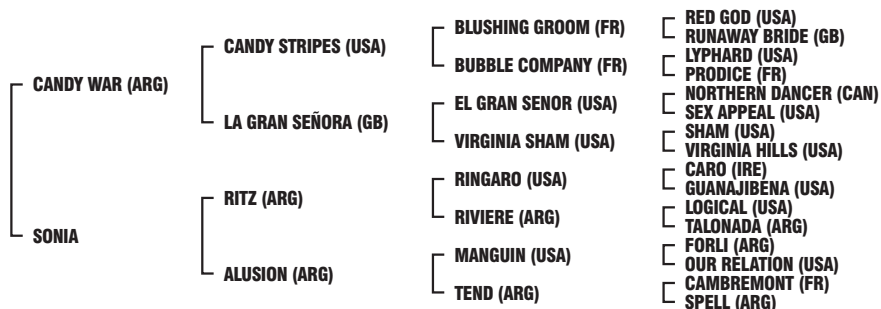 CANDY WAR (ARG)
SONIA
CANDY STRIPES (USA)
LA GRAN SEÑORA (GB)
RITZ (ARG)
ALUSION (ARG)
BLUSHING GROOM (FR)
BUBBLE COMPANY (FR)
EL GRAN SENOR (USA)
VIRGINIA SHAM (USA)
RINGARO (USA)
RIVIERE (ARG)
MANGUIN (USA)
TEND (ARG)
RED GOD (USA)
RUNAWAY BRIDE (GB)
LYPHARD (USA)
PRODICE (FR)
NORTHERN DANCER (CAN)
SEX APPEAL (USA)
SHAM (USA)
VIRGINIA HILLS (USA)
CARO (IRE)
GUANAJIBENA (USA)
LOGICAL (USA)
TALONADA (ARG)
FORLI (ARG)
OUR RELATION (USA)
CAMBREMONT (FR)
SPELL (ARG)